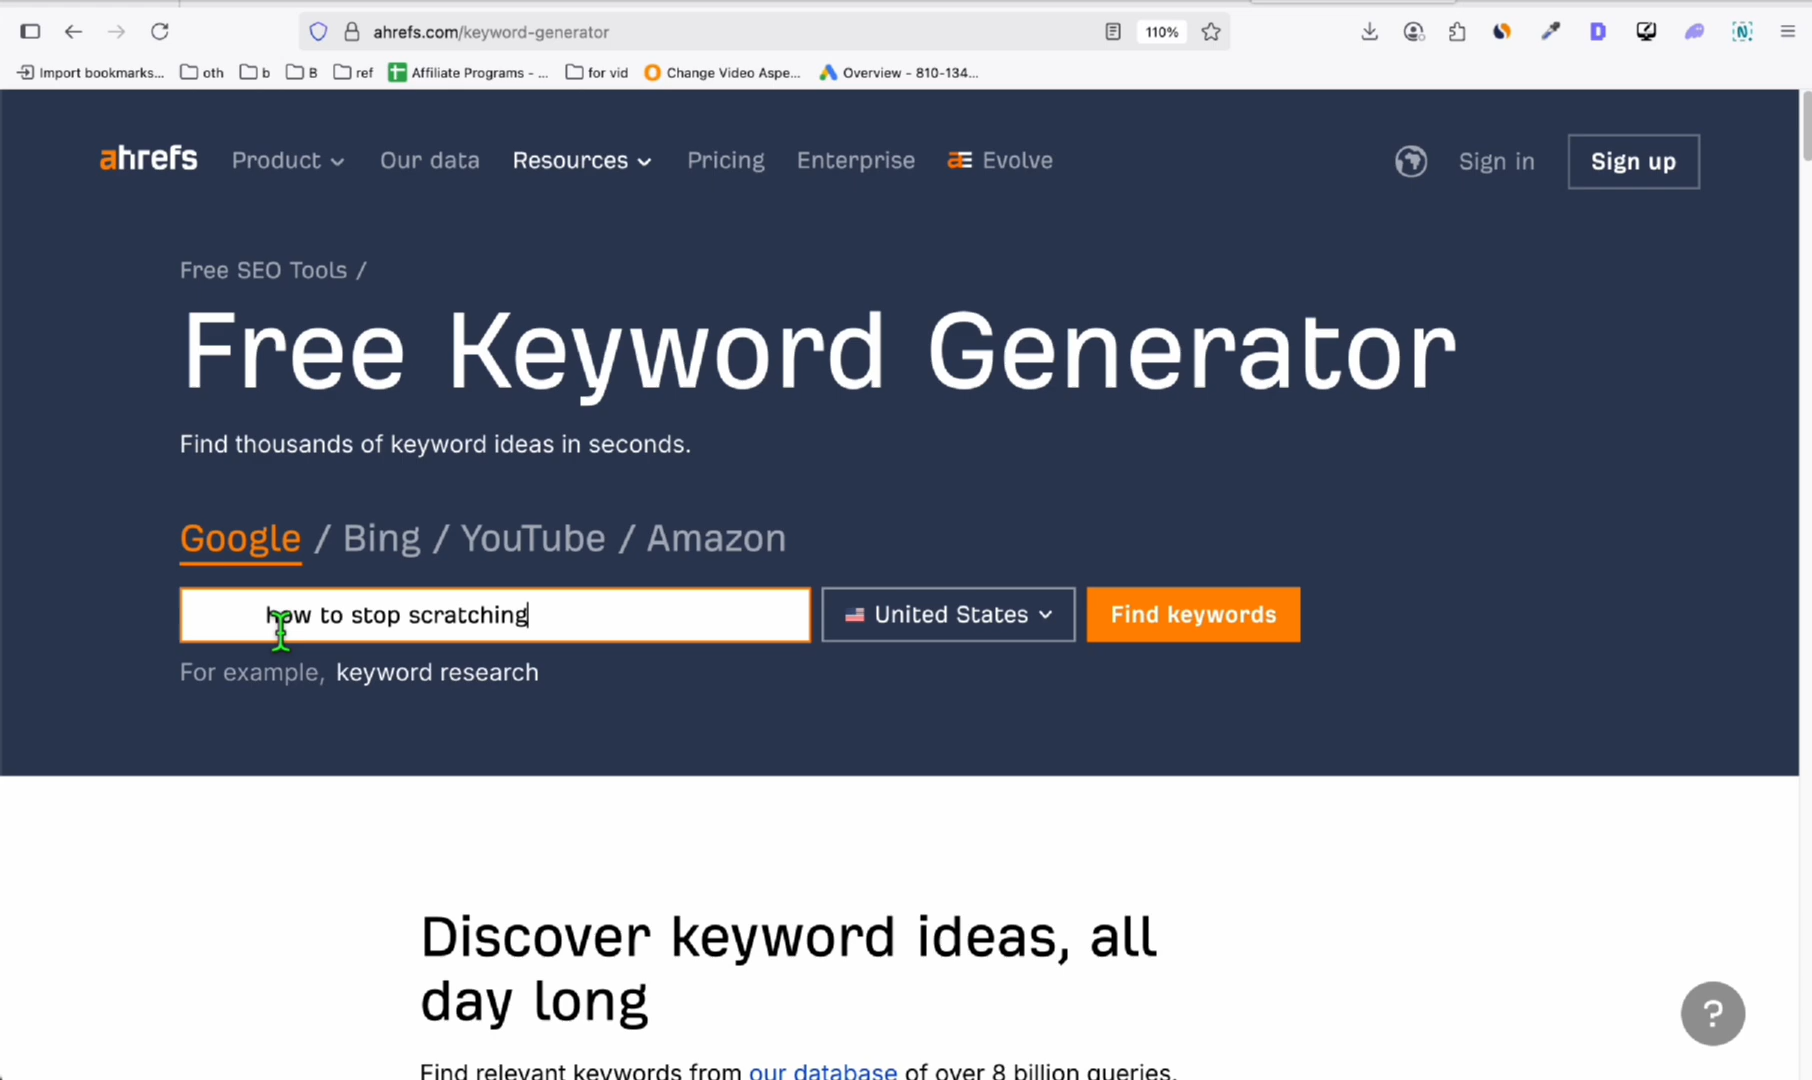 ahrefs.com/keyword-generator
110%
Import bookmarks...
oth
b
B
ref
Affiliate Programs - ...
for vid
Change Video Aspe...
Overview - 810-134...
ahrefs
Product
Our data
Resources
Pricing
Enterprise
Evolve
Sign in
Sign up
Free SEO Tools /
Free Keyword Generator
Find thousands of keyword ideas in seconds.
Google / Bing / YouTube / Amazon
how to stop scratching
United States
Find keywords
For example, keyword research
Discover keyword ideas, all
day long
?
Find relevant keywords from our database of over 8 billion queries.